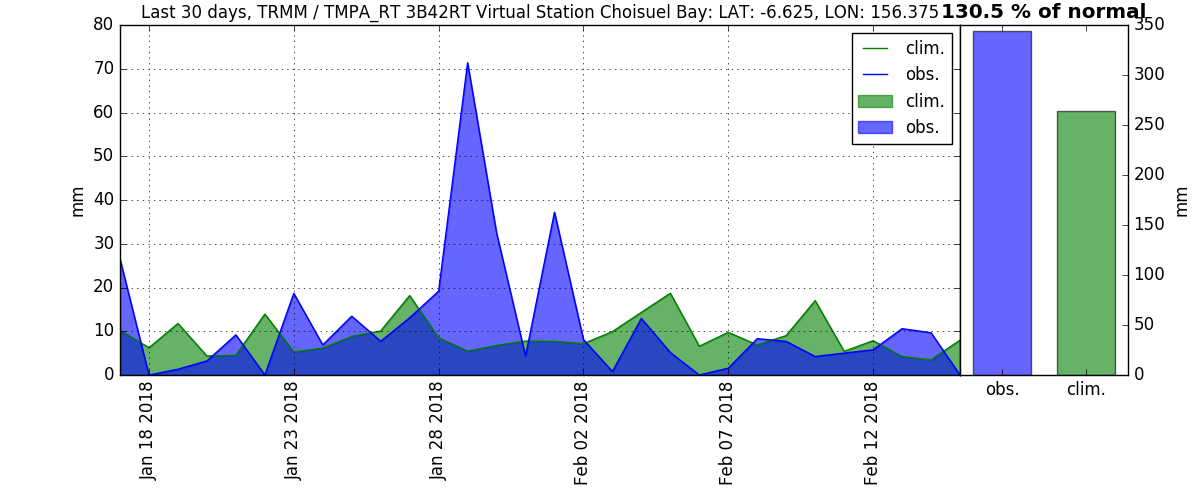 Last 30 days, TRMM / TMPA_RT 3B42RT Virtual Station Choisuel Bay: LAT: -6.625, LON: 156.375
130.5 % of normal
80
70
60
50
40
30
20
10
0
mm
clim.
obs.
clim.
obs.
Jan 18 2018
Jan 23 2018
Jan 28 2018
Feb 02 2018
Feb 07 2018
Feb 12 2018
350
300
250
200
150
100
50
0
mm
obs.
clim.